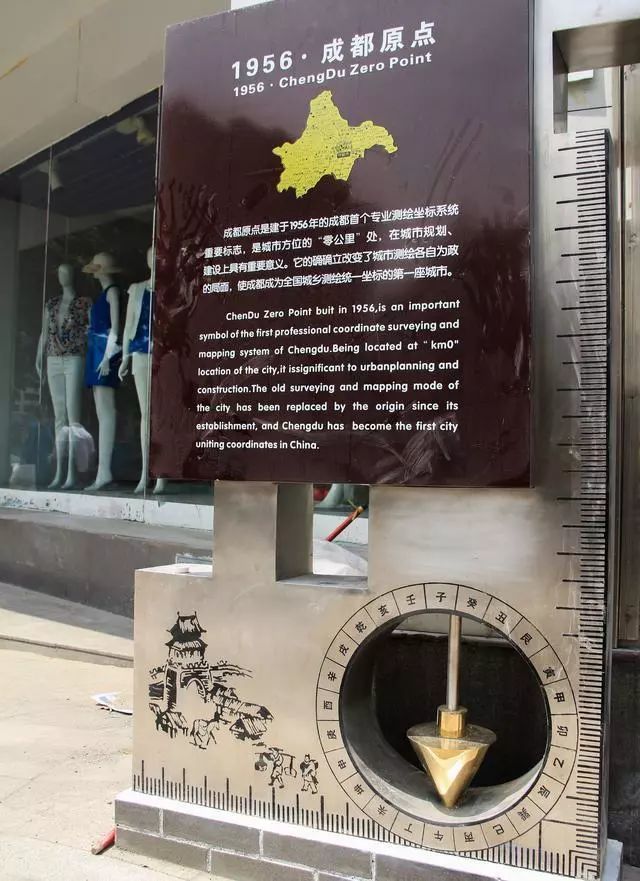 1956·成都原点
1956·ChengDu Zero Point
成都原点是建于1956年的成都首个专业测绘坐标系统
重要标志，是城市方位的“零公里”处，在城市规划、
建设上具有重要意义。它的确确立改变了城市测绘各自为政
的局面，使成都成为全国城乡测绘统一坐标的第一座城市。
ChenDu Zero Point buit in 1956,is an important
symbol of the first professional coordinate surveying and
mapping system of Chengdu.Being located at "km0"
location of the city,it issignificant to urbanplanning and
construction.The old surveying and mapping mode of
the city has been replaced by the origin since its
establishment, and Chengdu has become the first city
uniting coordinates in China.
子癸丑艮寅甲卯乙辰巽巳丙午丁未坤申庚酉辛戌乾亥壬